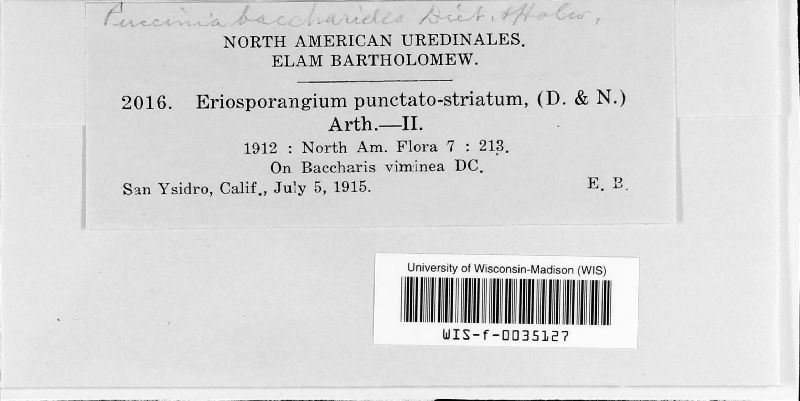 Puccinia baccharidis Diet. & Holw.
NORTH AMERICAN UREDINALES.
ELAM BARTHOLOMEW.
2016. Eriosporangium punctato-striatum, (D. & N.)
Arth.—II.
1912 : North Am. Flora 7 : 213.
On Baccharis viminea DC.
San Ysidro, Calif., July 5, 1915. E. B.
University of Wisconsin-Madison (WIS)
WIS-f-0035127